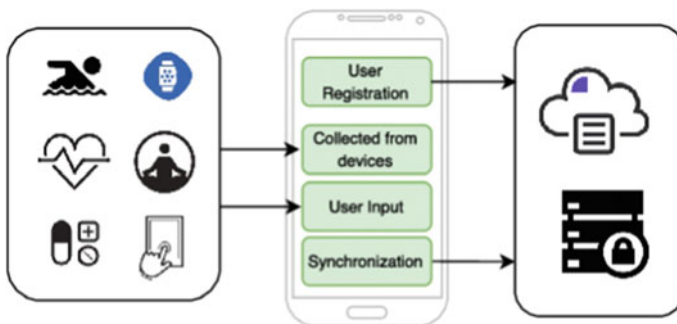 User
Registration
Collected from
devices
User Input
Synchronization